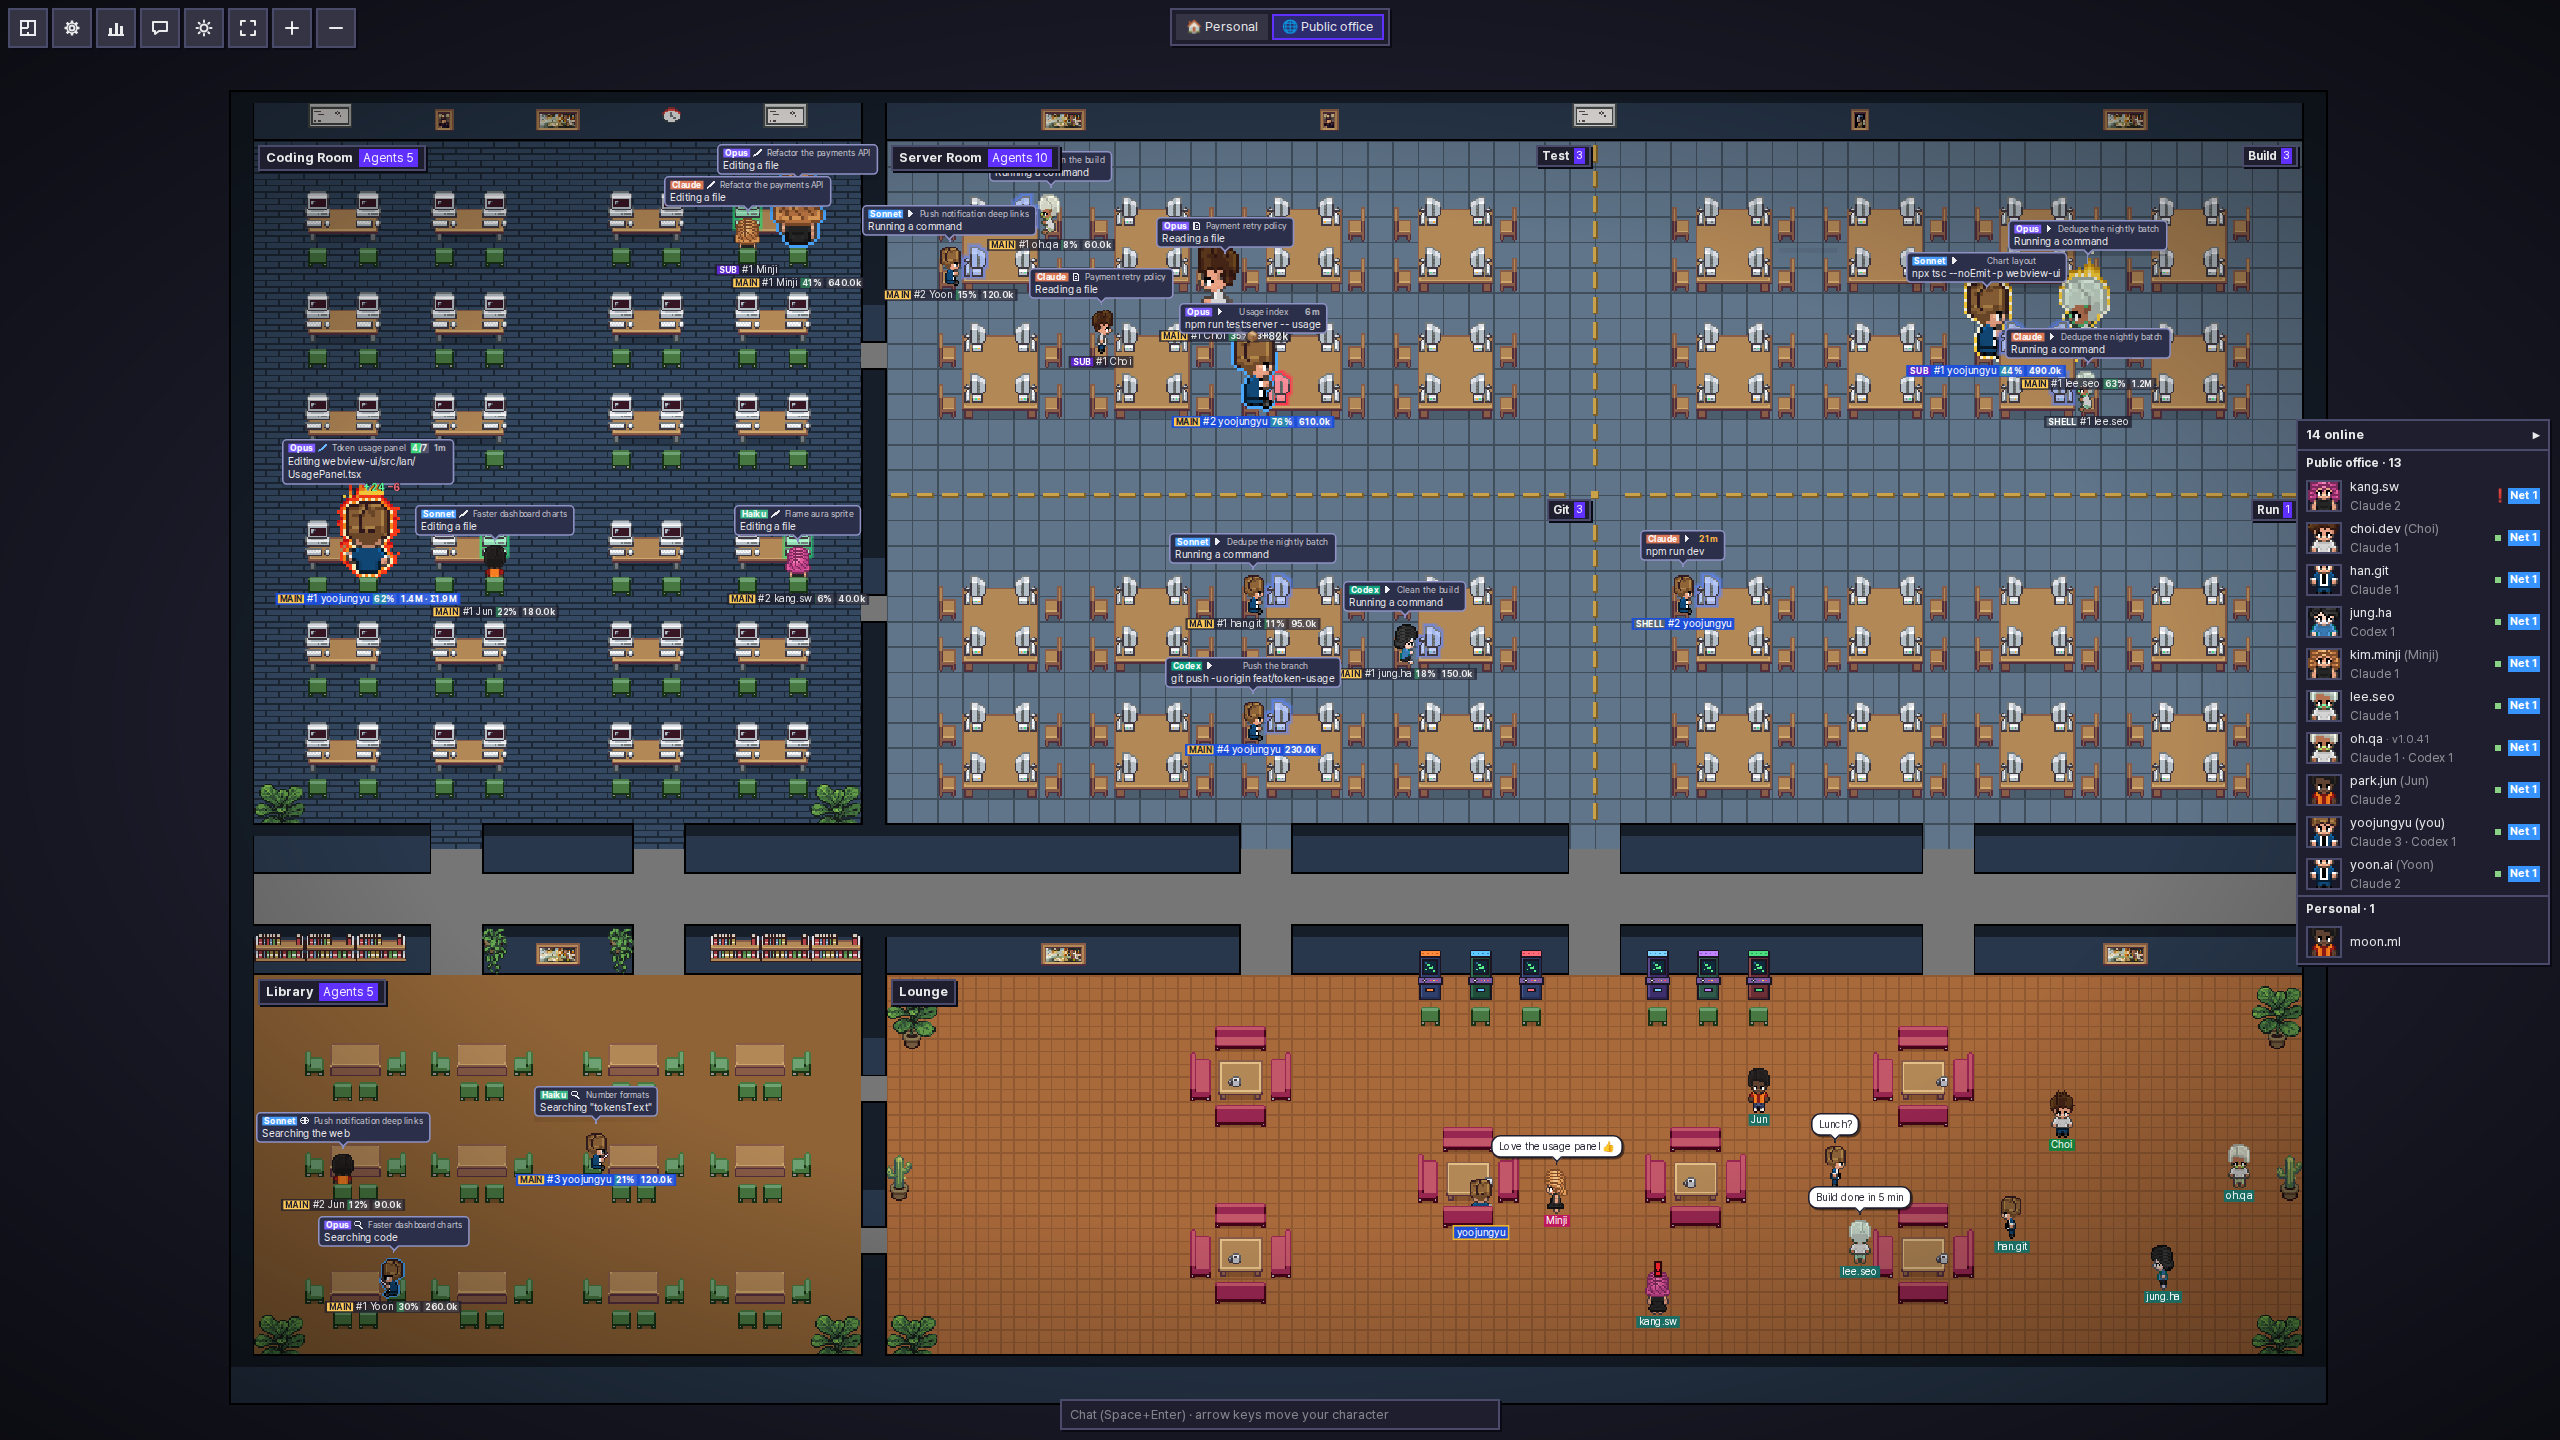 Personal
Public office
Coding Room Agents 5
Opus Refactor the payments API
Editing a file
Claude Refactor the payments API
Editing a file
SUB #1 Minji
MAIN #1 Minji 41% 640.0k
Opus Token usage panel 4/7 1m
Editing webview-ui/src/lan/
UsagePanel.tsx
-6
Sonnet Faster dashboard charts
Editing a file
Haiku Flame aura sprite
Editing a file
MAIN #1 yoojungyu 62% 1.4M · Σ1.9M
MAIN #1 Jun 22% 180.0k
MAIN #2 kang.sw 6% 40.0k
Server Room Agents 10
n the build
Running a command
Test 3
Build 3
Sonnet Push notification deep links
Running a command
MAIN #1 oh.qa 8% 60.0k
MAIN #2 Yoon 15% 120.0k
Opus Payment retry policy
Reading a file
Claude Payment retry policy
Reading a file
Opus Usage index 6m
npm run test:server -- usage
MAIN #1 Choi
SUB #1 Choi
MAIN #2 yoojungyu 76% 610.0k
Opus Dedupe the nightly batch
Running a command
Sonnet Chart layout
npx tsc --noEmit -p webview-ui
Claude Dedupe the nightly batch
Running a command
SUB #1 yoojungyu 44% 490.0k
MAIN #1 lee.seo 63% 1.2M
SHELL #1 lee.seo
Git 3
Run 1
Sonnet Dedupe the nightly batch
Running a command
Codex Clean the build
Running a command
MAIN #1 han.git 11% 95.0k
Codex Push the branch
git push -u origin feat/token-usage
MAIN #1 jung.ha 18% 150.0k
MAIN #4 yoojungyu 230.0k
Claude 21m
npm run dev
SHELL #2 yoojungyu
14 online
Public office · 13
kang.sw
Claude 2
Net 1
choi.dev (Choi)
Claude 1
Net 1
han.git
Claude 1
Net 1
jung.ha
Codex 1
Net 1
kim.minji (Minji)
Claude 1
Net 1
lee.seo
Claude 1
Net 1
oh.qa · v1.0.41
Claude 1 · Codex 1
Net 1
park.jun (Jun)
Claude 2
Net 1
yoojungyu (you)
Claude 3 · Codex 1
Net 1
yoon.ai (Yoon)
Claude 2
Net 1
Personal · 1
moon.ml
Library Agents 5
Haiku Number formats
Searching "tokensText"
Sonnet Push notification deep links
Searching the web
MAIN #3 yoojungyu 21% 120.0k
MAIN #2 Jun 12% 90.0k
Opus Faster dashboard charts
Searching code
MAIN #1 Yoon 30% 260.0k
Lounge
Jun
Lunch?
Choi
Love the usage panel 👍
Build done in 5 min
oh.qa
Minji
yoojungyu
han.git
lee.seo
jung.ha
kang.sw
Chat (Space+Enter) · arrow keys move your character